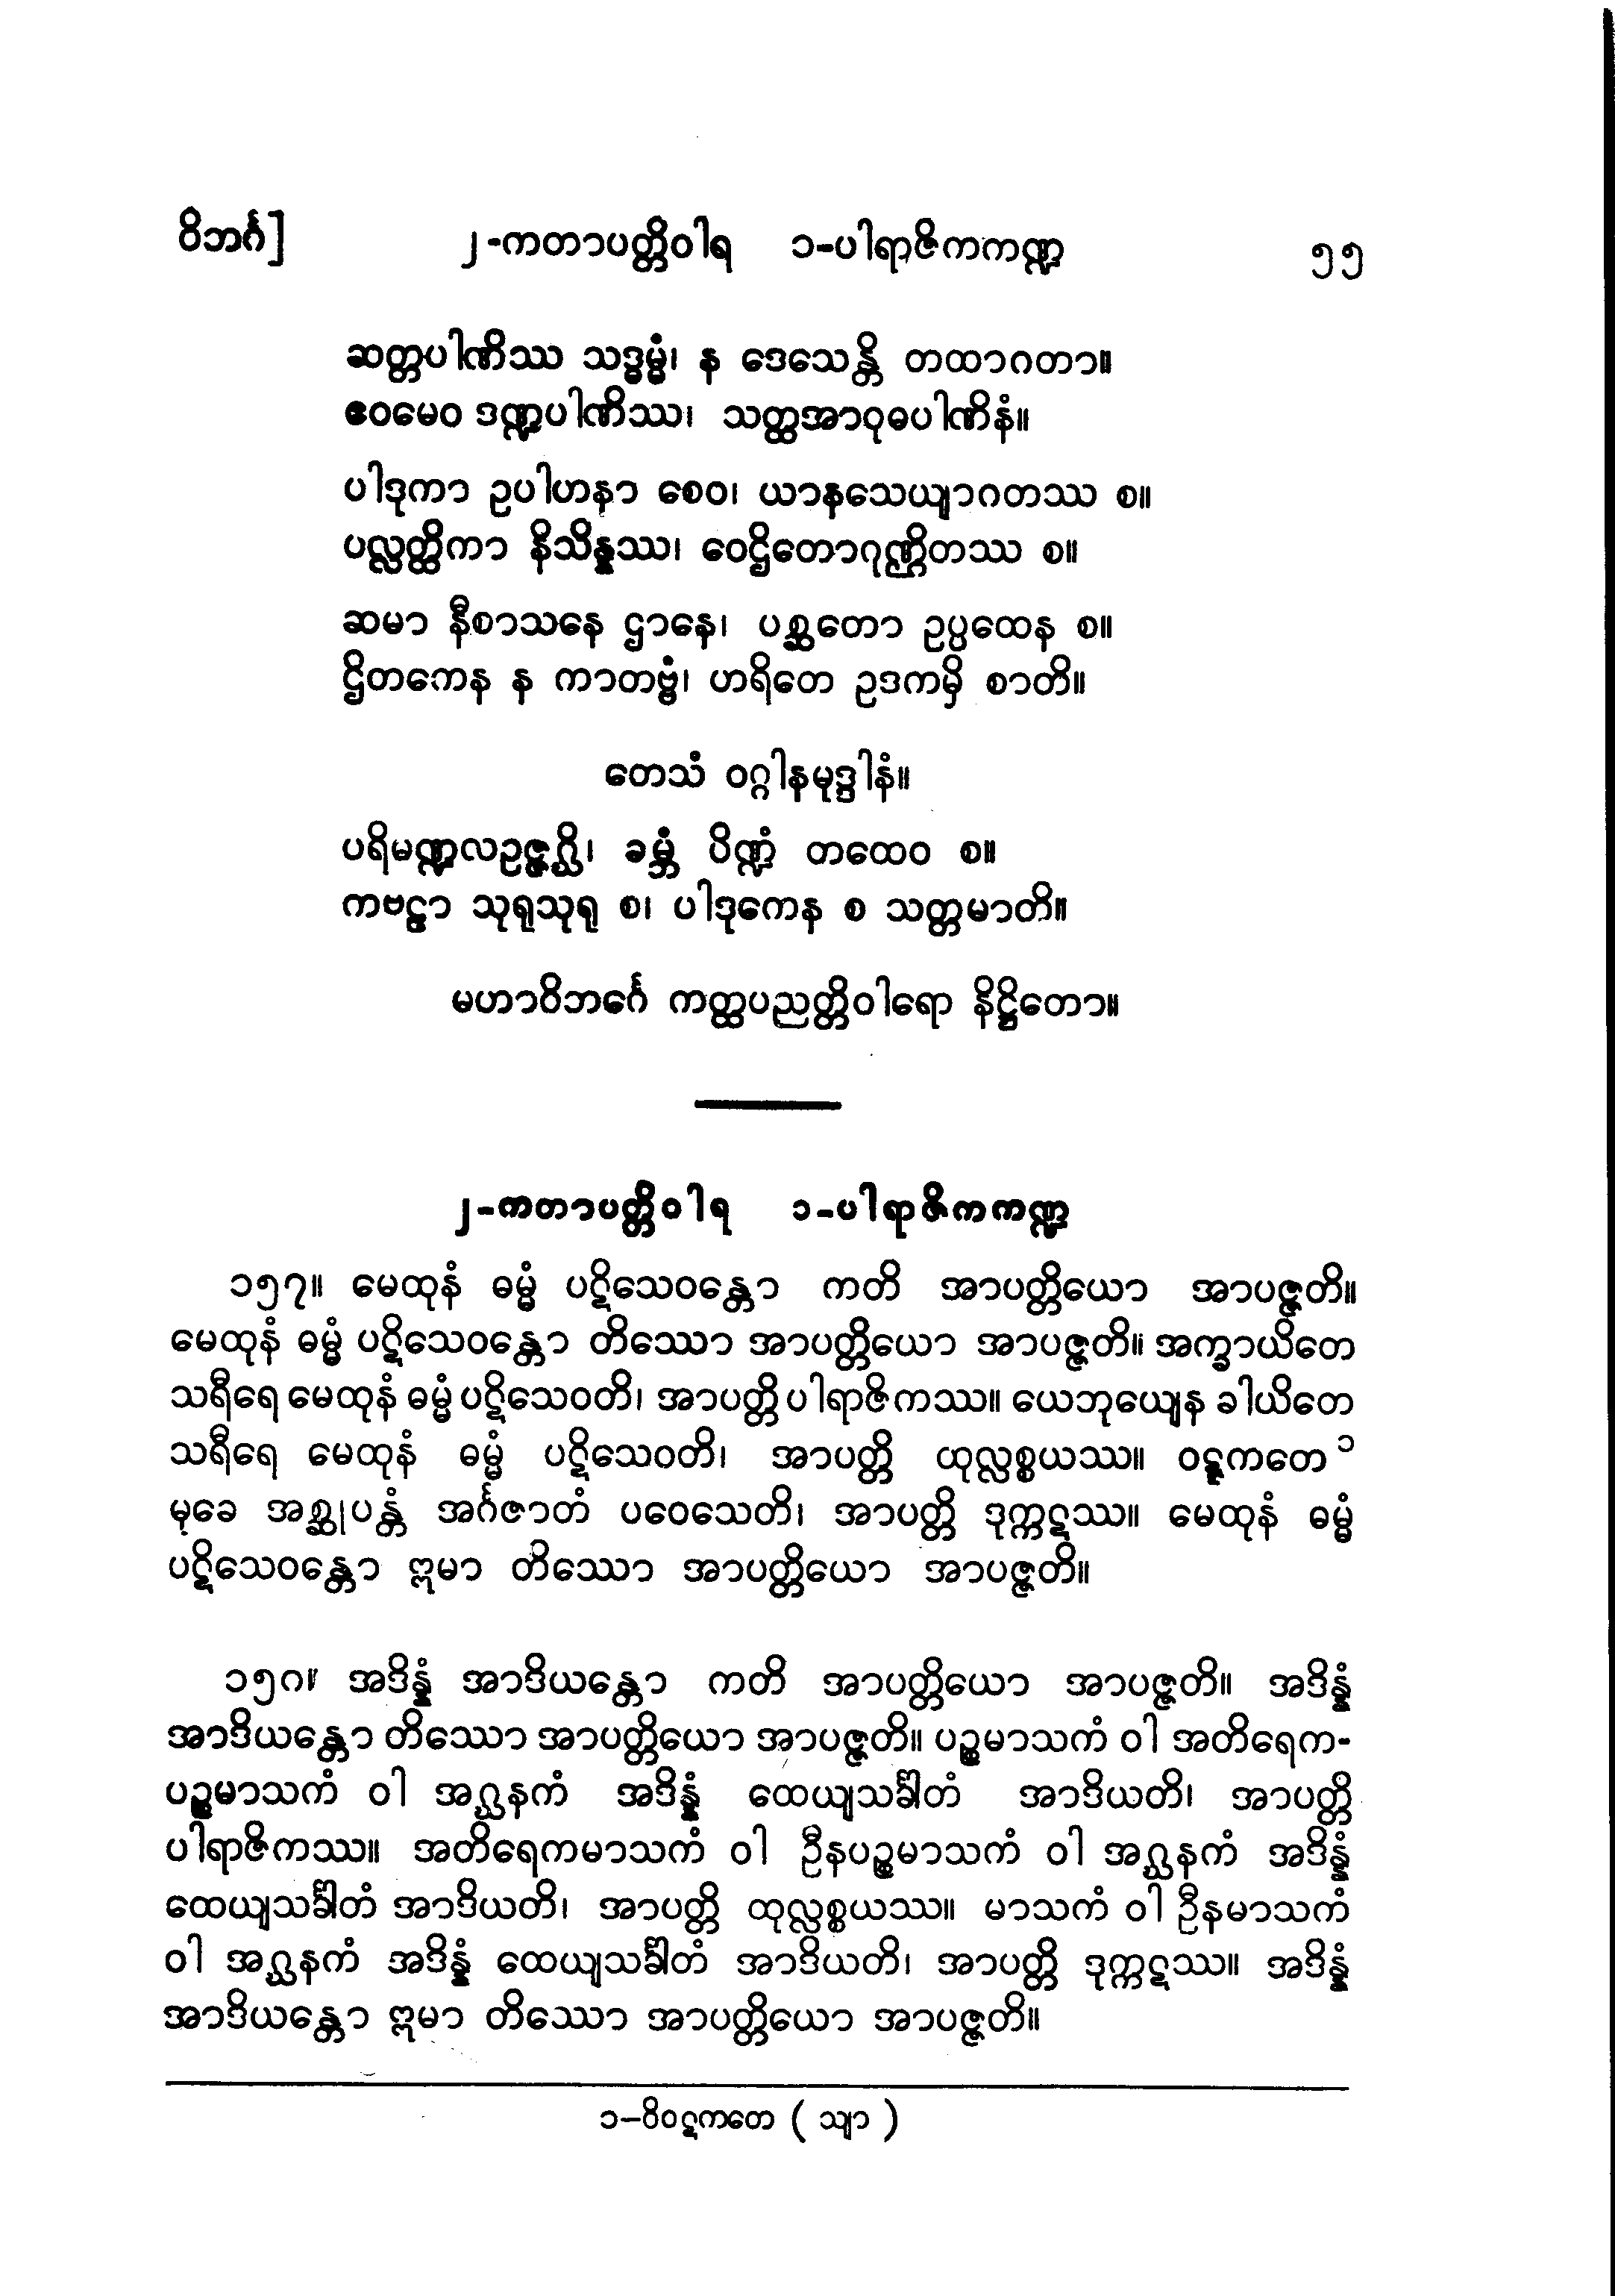 ဝိဘင်္ဂ] ၂-ကတာပတ္တိဝါရ ၁-ပါရာဇိကကဏ္ဍ ၅၅
ဆတ္တပါဏိဿ သဒ္ဓမ္မံ၊ န ဒေသေန္တိ တထာဂတာ။
ဧဝမေဝ ဒဏ္ဍပါဏိဿ၊ သတ္ထအာဝုဓပါဏိနံ။
ပါဒုကာ ဥပါဟနာ စေဝ၊ ယာနသေယျာဂတဿ စ။
ပလ္လတ္ထိကာ နိသိန္နဿ၊ ဝေဌိတောဂုဏ္ဌိတဿ စ။
ဆမာ နီစာသနေ ဌာနေ၊ ပစ္ဆတော ဥပ္ပထေန စ။
ဌိတကေန န ကာတဗ္ဗံ၊ ဟရိတေ ဥဒကမှိ စာတိ။
တေသံ ဝဂ္ဂါနမုဒ္ဒါနံ။
ပရိမဏ္ဍလဥဇ္ဇဂ္ဃိ၊ ခမ္ဘံ ပိဏ္ဍံ တထေဝ စ။
ကဗဠာ သုရုသုရု စ၊ ပါဒုကေန စ သတ္တမာတိ။
မဟာဝိဘင်္ဂေ ကတ္ထပညတ္တိဝါရော နိဋ္ဌိတော။
၂-ကတာပတ္တိဝါရ ၁-ပါရာဇိကကဏ္ဍ
၁၅၇။ မေထုနံ ဓမ္မံ ပဋိသေဝန္တော ကတိ အာပတ္တိယော အာပဇ္ဇတိ။
မေထုနံ ဓမ္မံ ပဋိသေဝန္တော တိဿော အာပတ္တိယော အာပဇ္ဇတိ။ အက္ခာယိတေ
သရီရေ မေထုနံ ဓမ္မံ ပဋိသေဝတိ၊ အာပတ္တိ ပါရာဇိကဿ။ ယေဘုယျေန ခါယိတေ
သရီရေ မေထုနံ ဓမ္မံ ပဋိသေဝတိ၊ အာပတ္တိ ထုလ္လစ္စယဿ။ ဝဋ္ဋကတေ ၁
မုခေ အစ္ဆုပန္တံ အင်္ဂဇာတံ ပဝေသေတိ၊ အာပတ္တိ ဒုက္ကဋဿ။ မေထုနံ ဓမ္မံ
ပဋိသေဝန္တော ဣမာ တိဿော အာပတ္တိယော အာပဇ္ဇတိ။
၁၅၈။ အဒိန္နံ အာဒိယန္တော ကတိ အာပတ္တိယော အာပဇ္ဇတိ။ အဒိန္နံ
အာဒိယန္တော တိဿော အာပတ္တိယော အာပဇ္ဇတိ။ ပဉ္စမာသကံ ဝါ အတိရေက-
ပဉ္စမာသကံ ဝါ အဂ္ဃနကံ အဒိန္နံ ထေယျသင်္ခါတံ အာဒိယတိ၊ အာပတ္တိ
ပါရာဇိကဿ။ အတိရေကမာသကံ ဝါ ဦနပဉ္စမာသကံ ဝါ အဂ္ဃနကံ အဒိန္နံ
ထေယျသင်္ခါတံ အာဒိယတိ၊ အာပတ္တိ ထုလ္လစ္စယဿ။ မာသကံ ဝါ ဦနမာသကံ
ဝါ အဂ္ဃနကံ အဒိန္နံ ထေယျသင်္ခါတံ အာဒိယတိ၊ အာပတ္တိ ဒုက္ကဋဿ။ အဒိန္နံ
အာဒိယန္တော ဣမာ တိဿော အာပတ္တိယော အာပဇ္ဇတိ။
၁-ဝိဝဋကတေ ( သျာ )